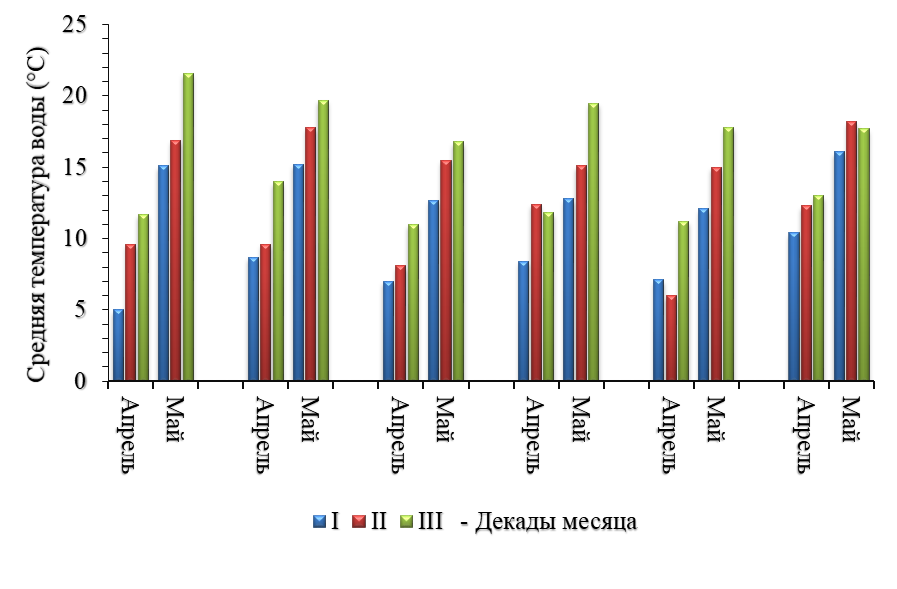 Средняя температура воды (°С)
25
20
15
10
5
0
Апрель
Май
Апрель
Май
Апрель
Май
Апрель
Май
Апрель
Май
Апрель
Май
I II III - Декады месяца